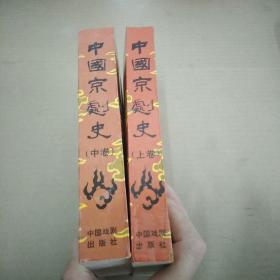 中國京劇史
（中卷）
中国戏剧
出版社
中國京劇史
（上卷）
中国戏剧
出版社